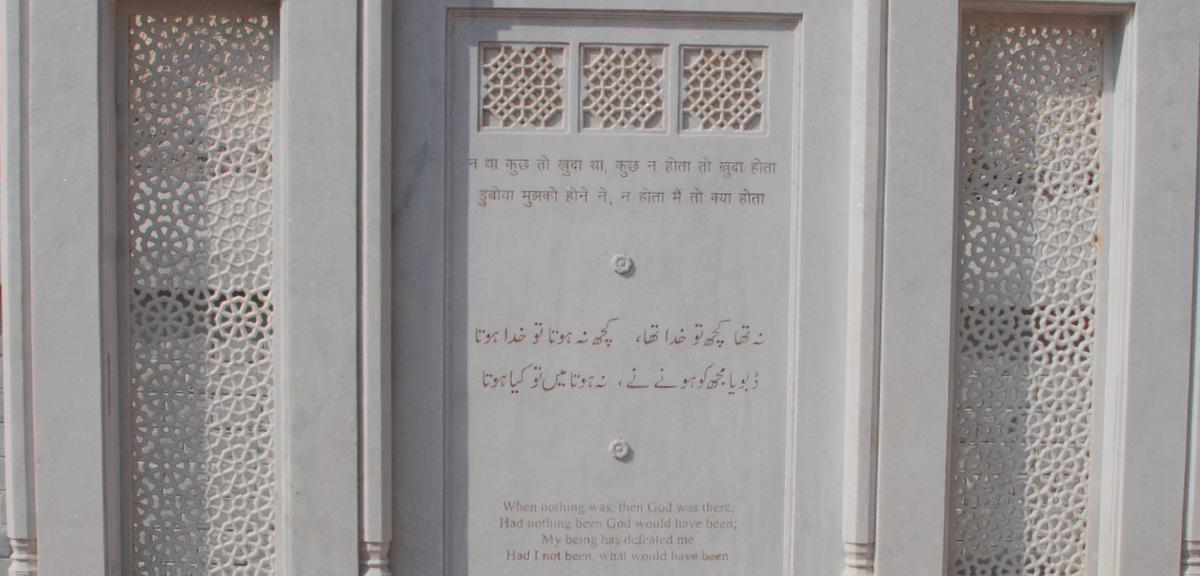 न था कुछ तो खुदा था, कुछ न होता तो खुदा होता
डुबोया मुझको होने ने, न होता मैं तो क्या होता
نہ تھا کچھ تو خدا تھا، کچھ نہ ہوتا تو خدا ہوتا
ڈبویا مجھ کو ہونے نے، نہ ہوتا میں تو کیا ہوتا
When nothing was, then God was there,
Had nothing been God would have been;
My being has defeated me
Had I not been, what would have been